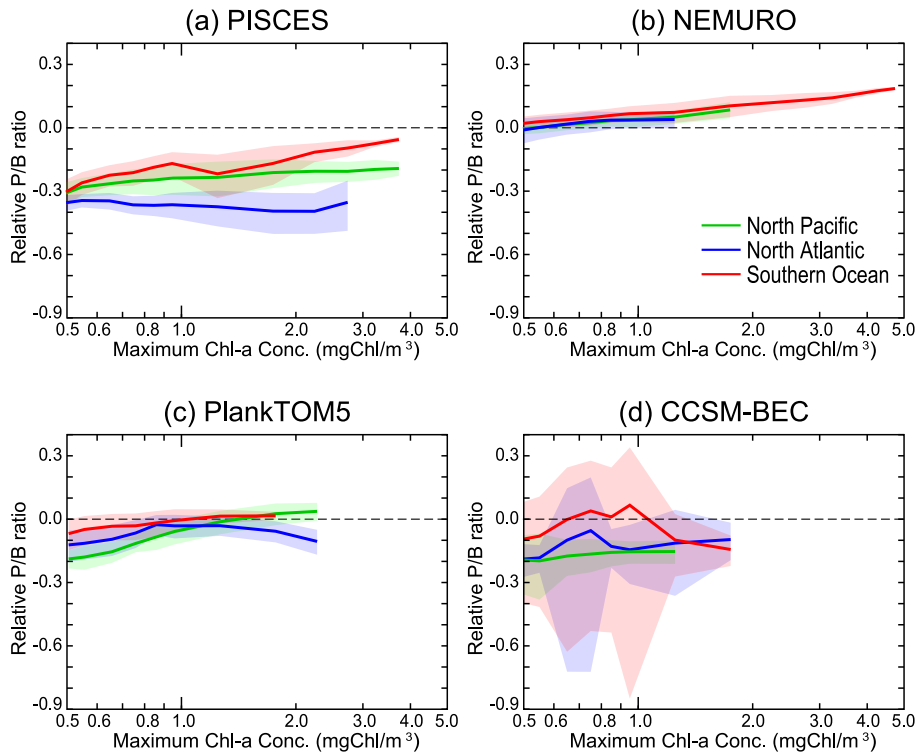 (a) PISCES
(b) NEMURO
0.3
0.0
-0.3
-0.6
-0.9
Relative P/B ratio
0.5 0.6 0.8 1.0 2.0 3.0 4.0 5.0
Maximum Chl-a Conc. (mgChl/m³)
0.3
0.0
-0.3
-0.6
-0.9
Relative P/B ratio
North Pacific
North Atlantic
Southern Ocean
0.5 0.6 0.8 1.0 2.0 3.0 4.0 5.0
Maximum Chl-a Conc. (mgChl/m³)
(c) PlankTOM5
(d) CCSM-BEC
0.3
0.0
-0.3
-0.6
-0.9
Relative P/B ratio
0.5 0.6 0.8 1.0 2.0 3.0 4.0 5.0
Maximum Chl-a Conc. (mgChl/m³)
0.3
0.0
-0.3
-0.6
-0.9
Relative P/B ratio
0.5 0.6 0.8 1.0 2.0 3.0 4.0 5.0
Maximum Chl-a Conc. (mgChl/m³)